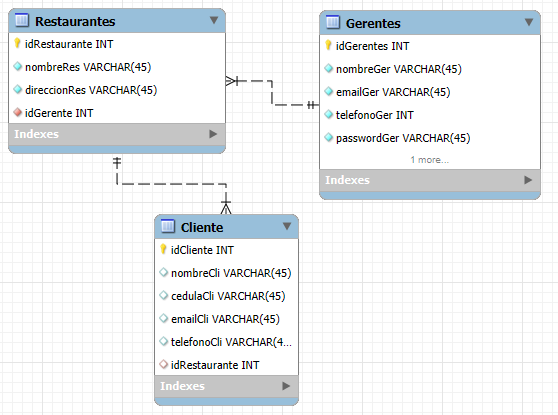 Restaurantes
idRestaurante INT
nombreRes VARCHAR(45)
direccionRes VARCHAR(45)
idGerente INT
Indexes
Gerentes
idGerentes INT
nombreGer VARCHAR(45)
emailGer VARCHAR(45)
telefonoGer INT
passwordGer VARCHAR(45)
1 more...
Indexes
Cliente
idCliente INT
nombreCli VARCHAR(45)
cedulaCli VARCHAR(45)
emailCli VARCHAR(45)
telefonoCli VARCHAR(4...
idRestaurante INT
Indexes